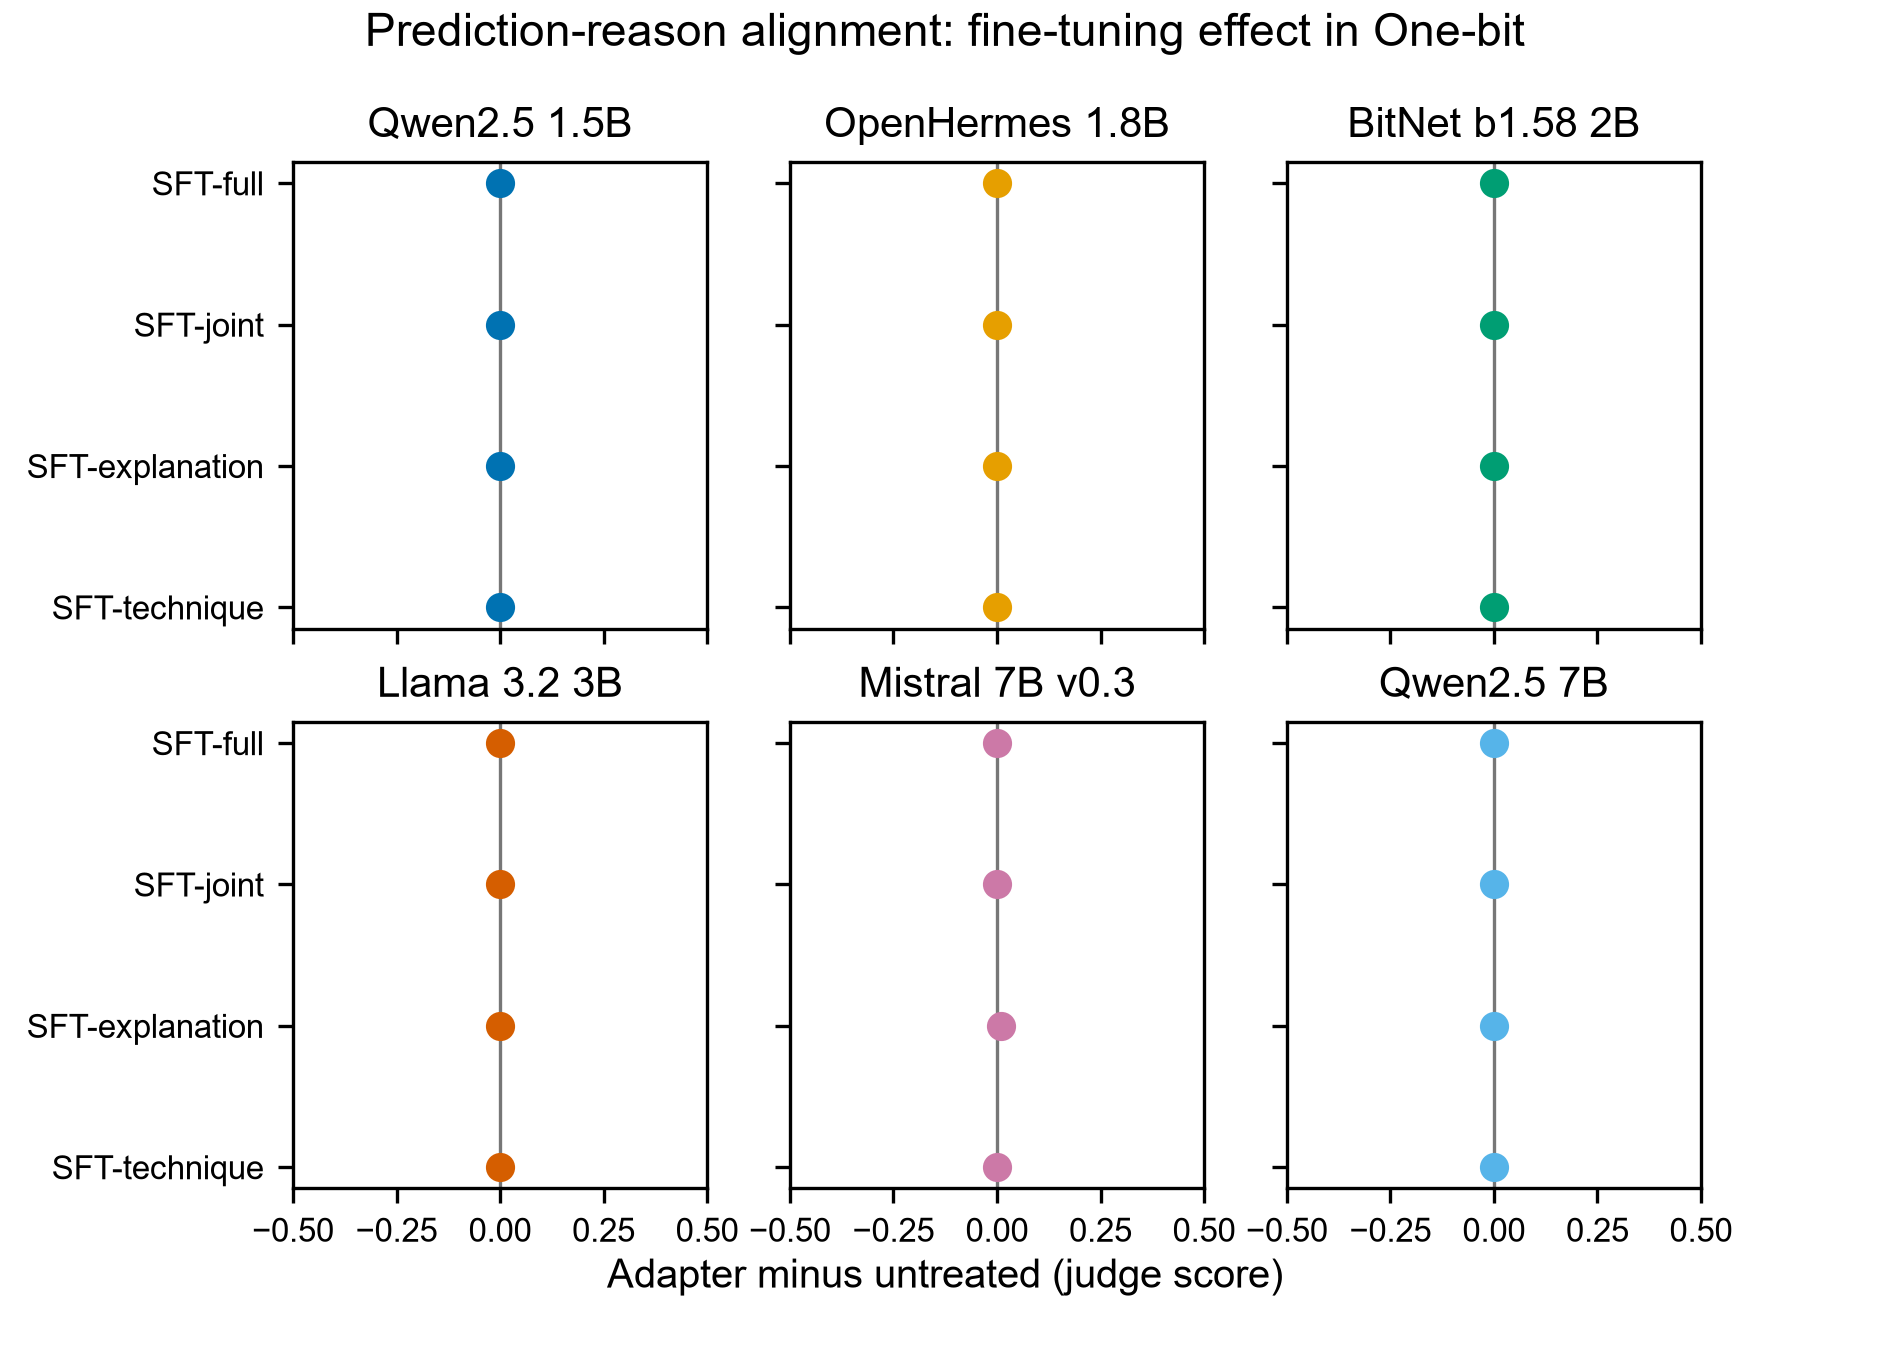 Prediction-reason alignment: fine-tuning effect in One-bit
Qwen2.5 1.5B
OpenHermes 1.8B
BitNet b1.58 2B
SFT-full
SFT-joint
SFT-explanation
SFT-technique
Llama 3.2 3B
Mistral 7B v0.3
Qwen2.5 7B
SFT-full
SFT-joint
SFT-explanation
SFT-technique
−0.50 −0.25 0.00 0.25 0.50 −0.50 −0.25 0.00 0.25 0.50 −0.50 −0.25 0.00 0.25 0.50
Adapter minus untreated (judge score)